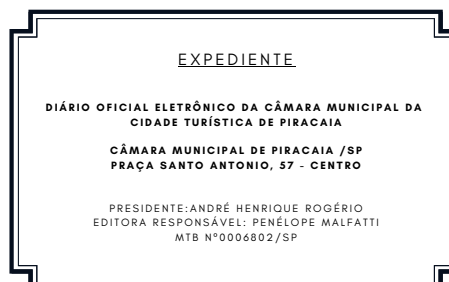 EXPEDIENTE
DIÁRIO OFICIAL ELETRÔNICO DA CÂMARA MUNICIPAL DA
CIDADE TURÍSTICA DE PIRACAIA
CÂMARA MUNICIPAL DE PIRACAIA /SP
PRAÇA SANTO ANTONIO, 57 - CENTRO
PRESIDENTE:ANDRÉ HENRIQUE ROGÉRIO
EDITORA RESPONSÁVEL: PENÉLOPE MALFATTI
MTB Nº0006802/SP